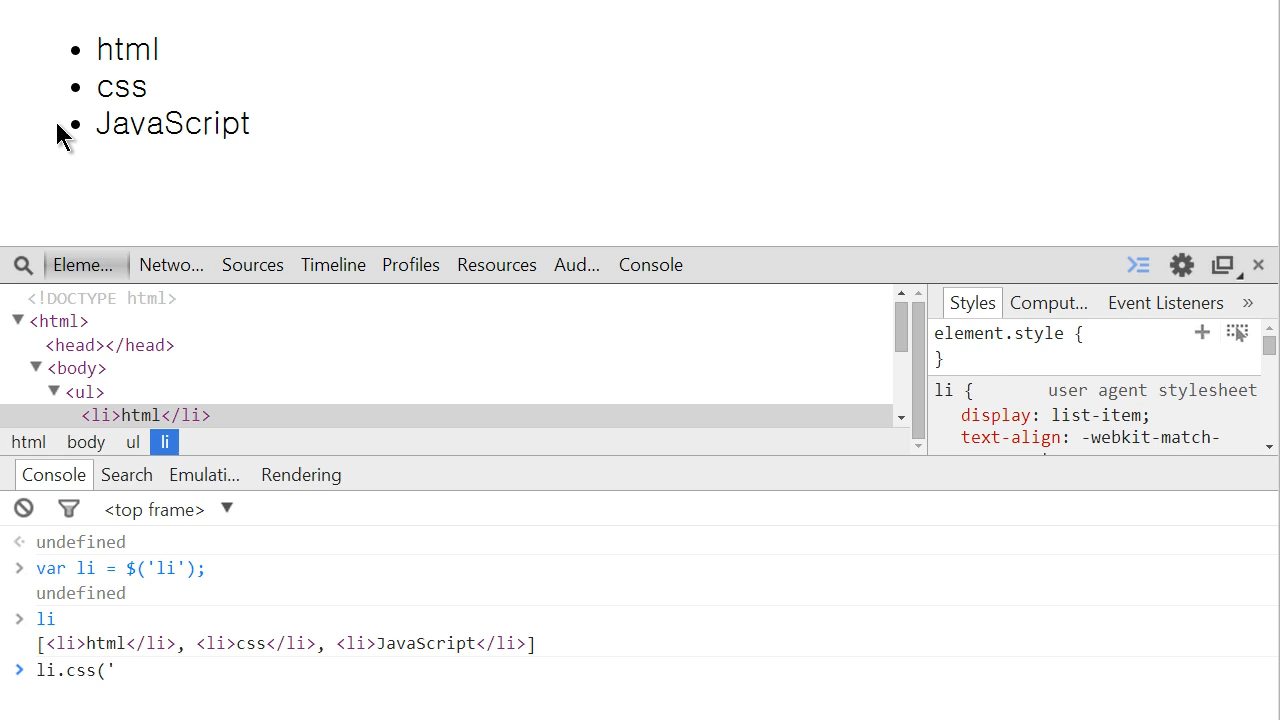 html
css
JavaScript
Eleme... Netwo... Sources Timeline Profiles Resources Aud... Console
<!DOCTYPE html>
<html>
<head></head>
<body>
<ul>
<li>html</li>
html body ul li
Styles Comput... Event Listeners »
element.style {
}
li { user agent stylesheet
display: list-item;
text-align: -webkit-match-
Console Search Emulati... Rendering
<top frame>
undefined
var li = $('li');
undefined
li
[<li>html</li>, <li>css</li>, <li>JavaScript</li>]
li.css('